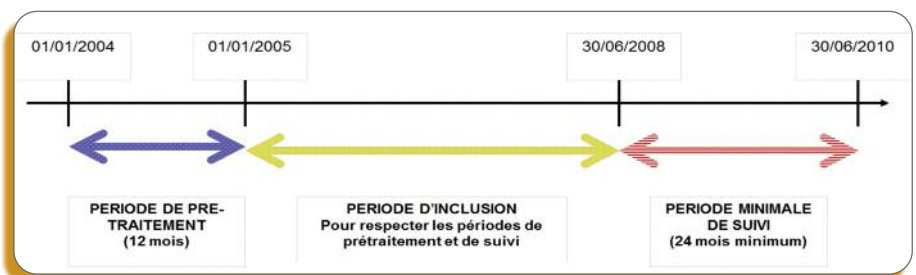 01/01/2004
01/01/2005
30/06/2008
30/06/2010
PERIODE DE PRE-
TRAITEMENT
(12 mois)
PERIODE D'INCLUSION
Pour respecter les périodes de
prétraitement et de suivi
PERIODE MINIMALE
DE SUIVI
(24 mois minimum)